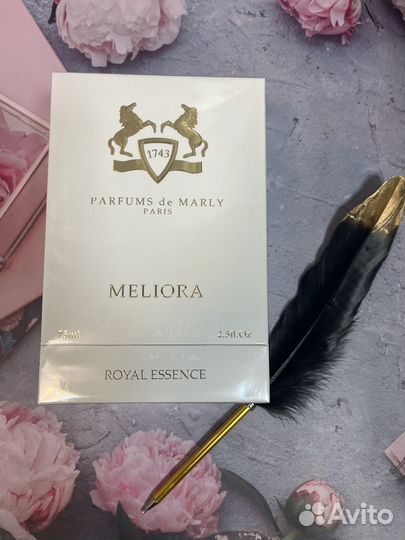 1743
PARFUMS de MARLY
PARIS
MELIORA
75ml 2.5fl.Oz
ROYAL ESSENCE
Avito